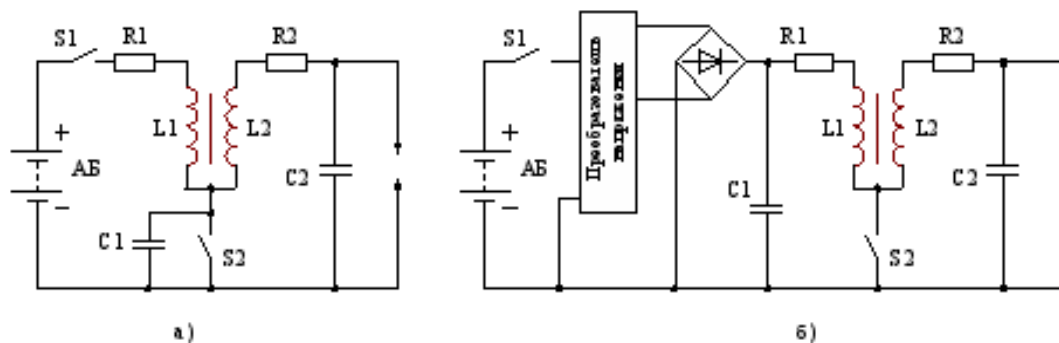 S1
R1
R2
L1
L2
+
АБ
–
C1
S2
C2
а)
S1
Преобразователь
напряжения
+
АБ
–
R1
R2
L1
L2
C1
S2
C2
б)